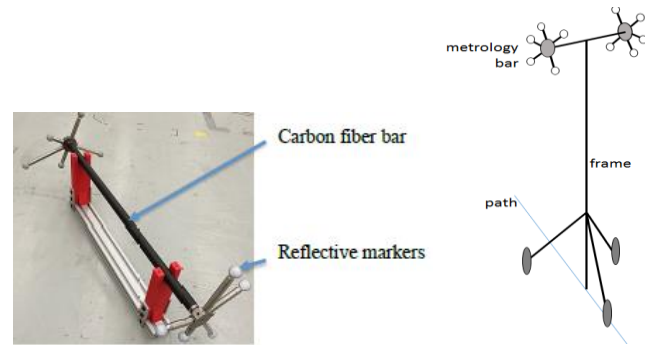 Carbon fiber bar
Reflective markers
metrology
bar
frame
path